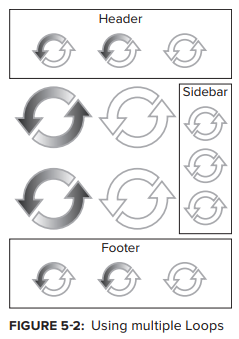 Header
Sidebar
Footer
FIGURE 5-2: Using multiple Loops